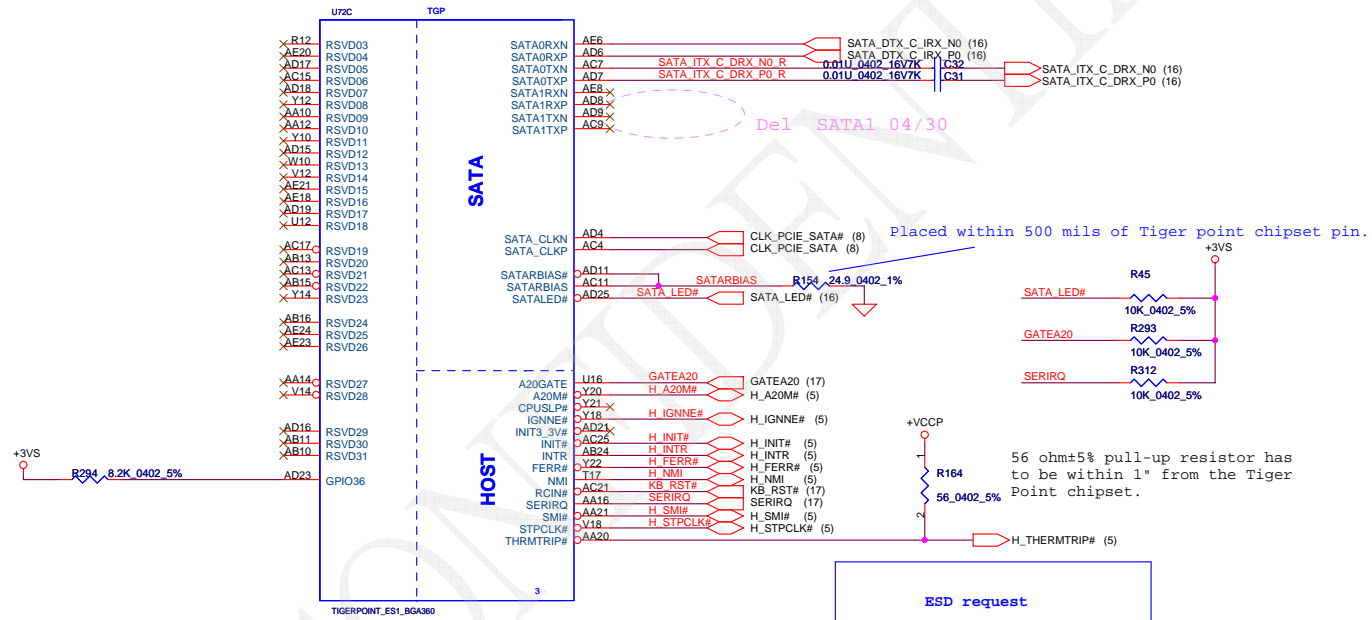 U72C
TGP
R12 RSVD03
AE20 RSVD04
AD17 RSVD05
AC15 RSVD06
AD18 RSVD07
Y12 RSVD08
AA10 RSVD09
AA12 RSVD10
Y10 RSVD11
AD15 RSVD12
W10 RSVD13
V12 RSVD14
AE21 RSVD15
AE18 RSVD16
AD19 RSVD17
U12 RSVD18
AC17 RSVD19
AB13 RSVD20
AC13 RSVD21
AB15 RSVD22
Y14 RSVD23
AB16 RSVD24
AE24 RSVD25
AE23 RSVD26
AA14 RSVD27
V14 RSVD28
AD16 RSVD29
AB11 RSVD30
AB10 RSVD31
+3VS
R294 8.2K_0402_5% AD23 GPIO36
SATA
SATA0RXN AE6 SATA_DTX_C_IRX_N0 (16)
SATA0RXP AD6 SATA_DTX_C_IRX_P0 (16)
SATA0TXN AC7 SATA_ITX_C_DRX_N0_R 0.01U_0402_16V7K C32 SATA_ITX_C_DRX_N0 (16)
SATA0TXP AD7 SATA_ITX_C_DRX_P0_R 0.01U_0402_16V7K C31 SATA_ITX_C_DRX_P0 (16)
SATA1RXN AE8
SATA1RXP AD8
SATA1TXN AD9
SATA1TXP AC9
Del SATA1 04/30
SATA_CLKN AD4 CLK_PCIE_SATA# (8)
SATA_CLKP AC4 CLK_PCIE_SATA (8)
Placed within 500 mils of Tiger point chipset pin.
SATARBIAS# AD11
SATARBIAS AC11 SATARBIAS R154 24.9_0402_1%
SATALED# AD25 SATA_LED# SATA_LED# (16)
+3VS
SATA_LED# R45 10K_0402_5%
GATEA20 R293 10K_0402_5%
SERIRQ R312 10K_0402_5%
HOST
A20GATE U16 GATEA20 GATEA20 (17)
A20M# Y20 H_A20M# H_A20M# (5)
CPUSLP# Y21
IGNNE# Y18 H_IGNNE# H_IGNNE# (5)
INIT3_3V# AD21
INIT# AC25 H_INIT# H_INIT# (5)
INTR AB24 H_INTR H_INTR (5)
FERR# Y22 H_FERR# H_FERR# (5)
NMI T17 H_NMI H_NMI (5)
RCIN# AC21 KB_RST# KB_RST# (17)
SERIRQ AA16 SERIRQ SERIRQ (17)
SMI# AA21 H_SMI# H_SMI# (5)
STPCLK# V18 H_STPCLK# H_STPCLK# (5)
THRMTRIP# AA20 H_THERMTRIP# (5)
+VCCP
1
R164
56_0402_5%
2
56 ohm±5% pull-up resistor has
to be within 1" from the Tiger
Point chipset.
3
TIGERPOINT_ES1_BGA360
ESD request